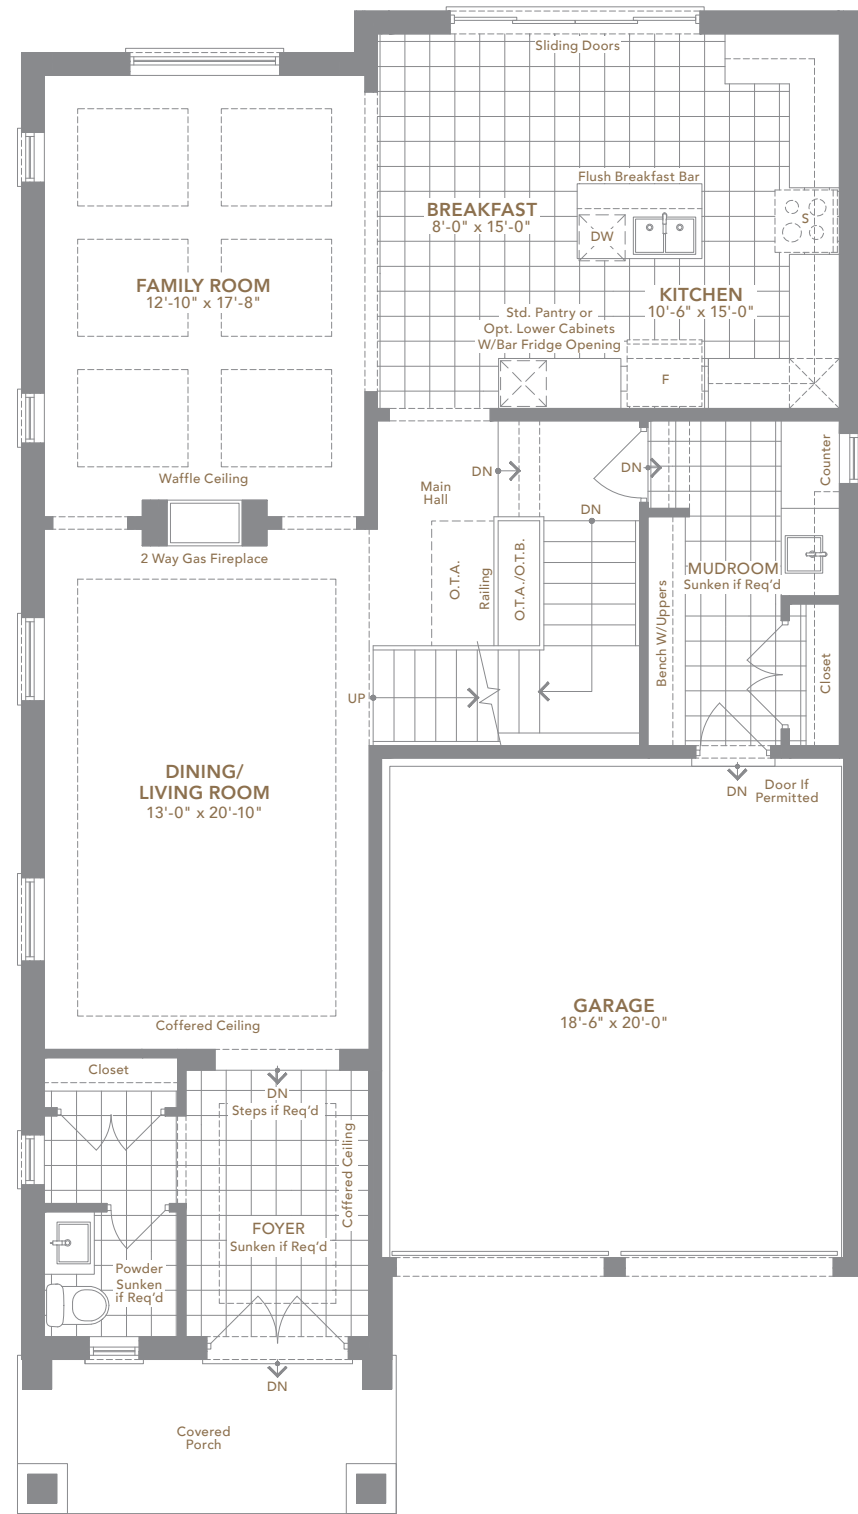 Sliding Doors
Flush Breakfast Bar
BREAKFAST
8'-0" x 15'-0"
DW
S
FAMILY ROOM
12'-10" x 17'-8"
KITCHEN
10'-6" x 15'-0"
Std. Pantry or
Opt. Lower Cabinets
W/Bar Fridge Opening
F
Waffle Ceiling
Main
Hall
DN
DN
DN
Counter
2 Way Gas Fireplace
O.T.A.
Railing
O.T.A./O.T.B.
MUDROOM
Sunken if Req'd
Bench W/Uppers
Closet
UP
DINING/
LIVING ROOM
13'-0" x 20'-10"
DN
Door If
Permitted
GARAGE
18'-6" x 20'-0"
Coffered Ceiling
Closet
DN
Steps if Req'd
Coffered Ceiling
FOYER
Sunken if Req'd
Powder
Sunken
if Req'd
DN
Covered
Porch